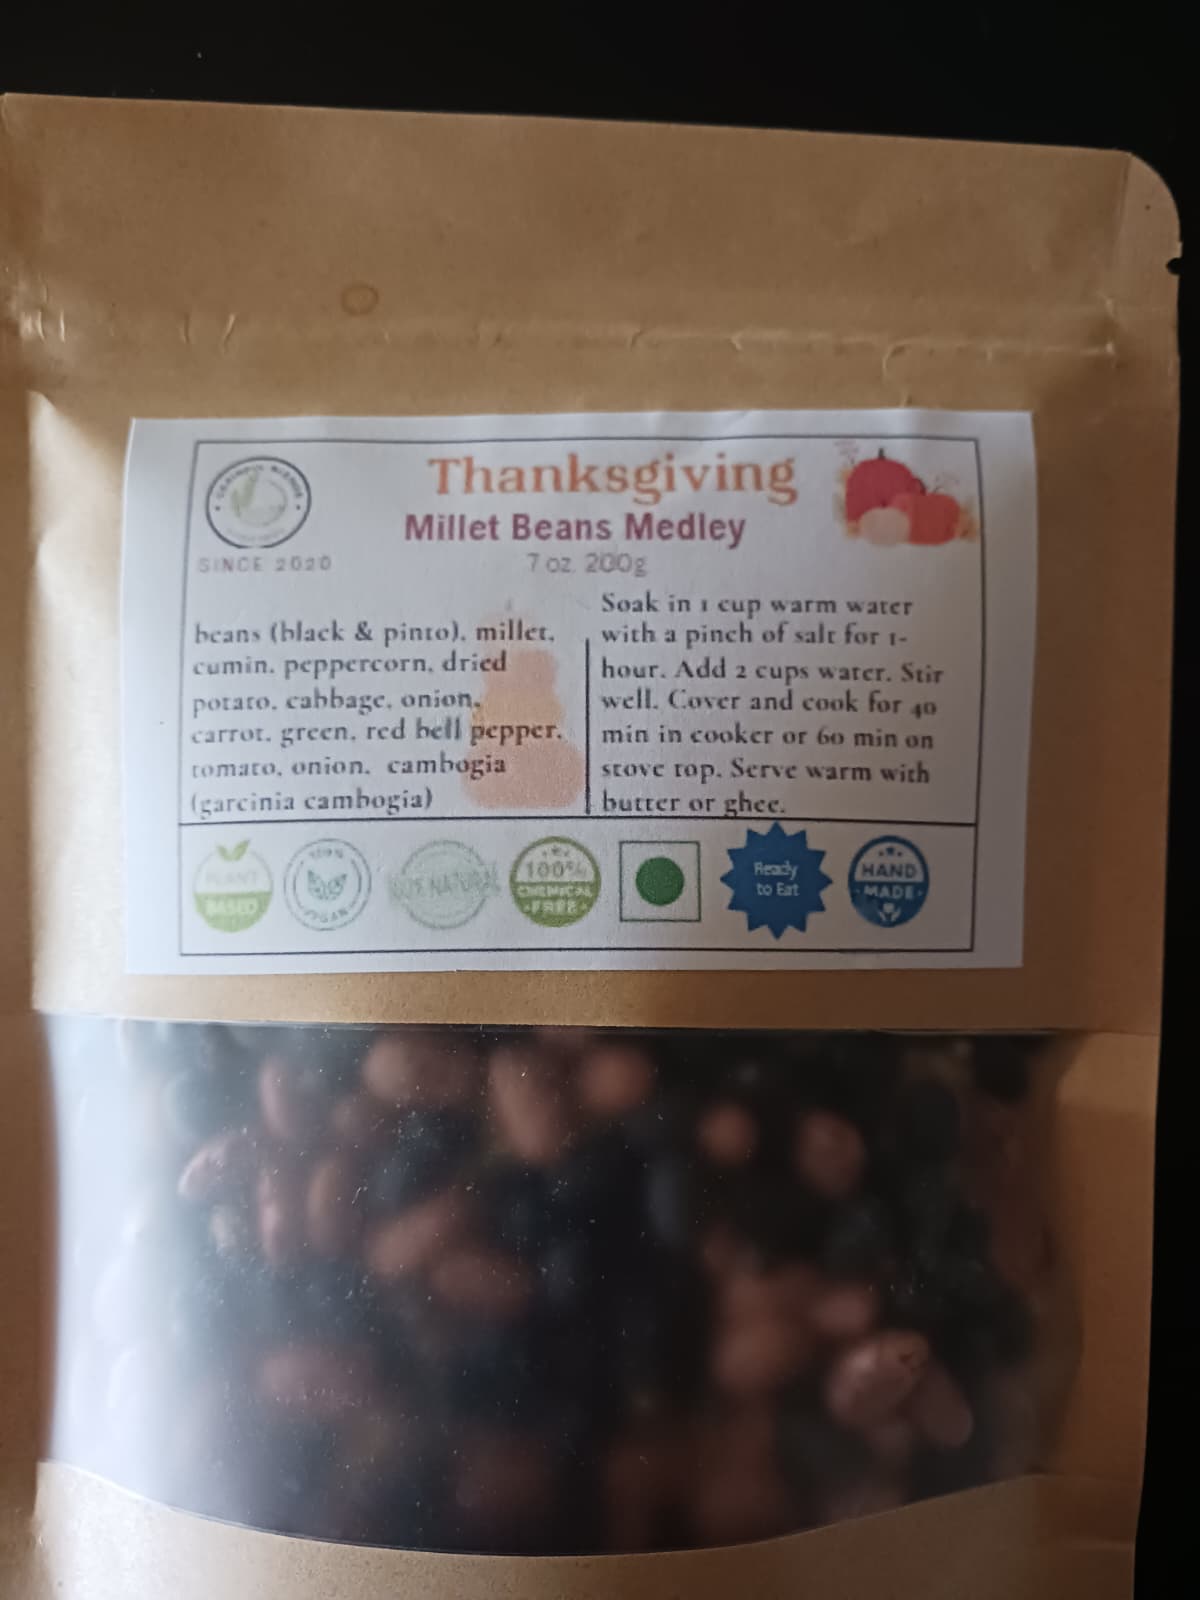 Thanksgiving
Millet Beans Medley
7 oz. 200g
SINCE 2020
beans (black & pinto), millet,
cumin, peppercorn, dried
potato, cabbage, onion,
carrot, green, red bell pepper,
tomato, onion, cambogia
(garcinia cambogia)
Soak in 1 cup warm water
with a pinch of salt for 1-
hour. Add 2 cups water. Stir
well. Cover and cook for 40
min in cooker or 60 min on
stove top. Serve warm with
butter or ghee.
PLANT
BASED
100%
VEGAN
100% NATURAL
100%
CHEMICAL
-FREE-
Ready
to Eat
HAND
MADE